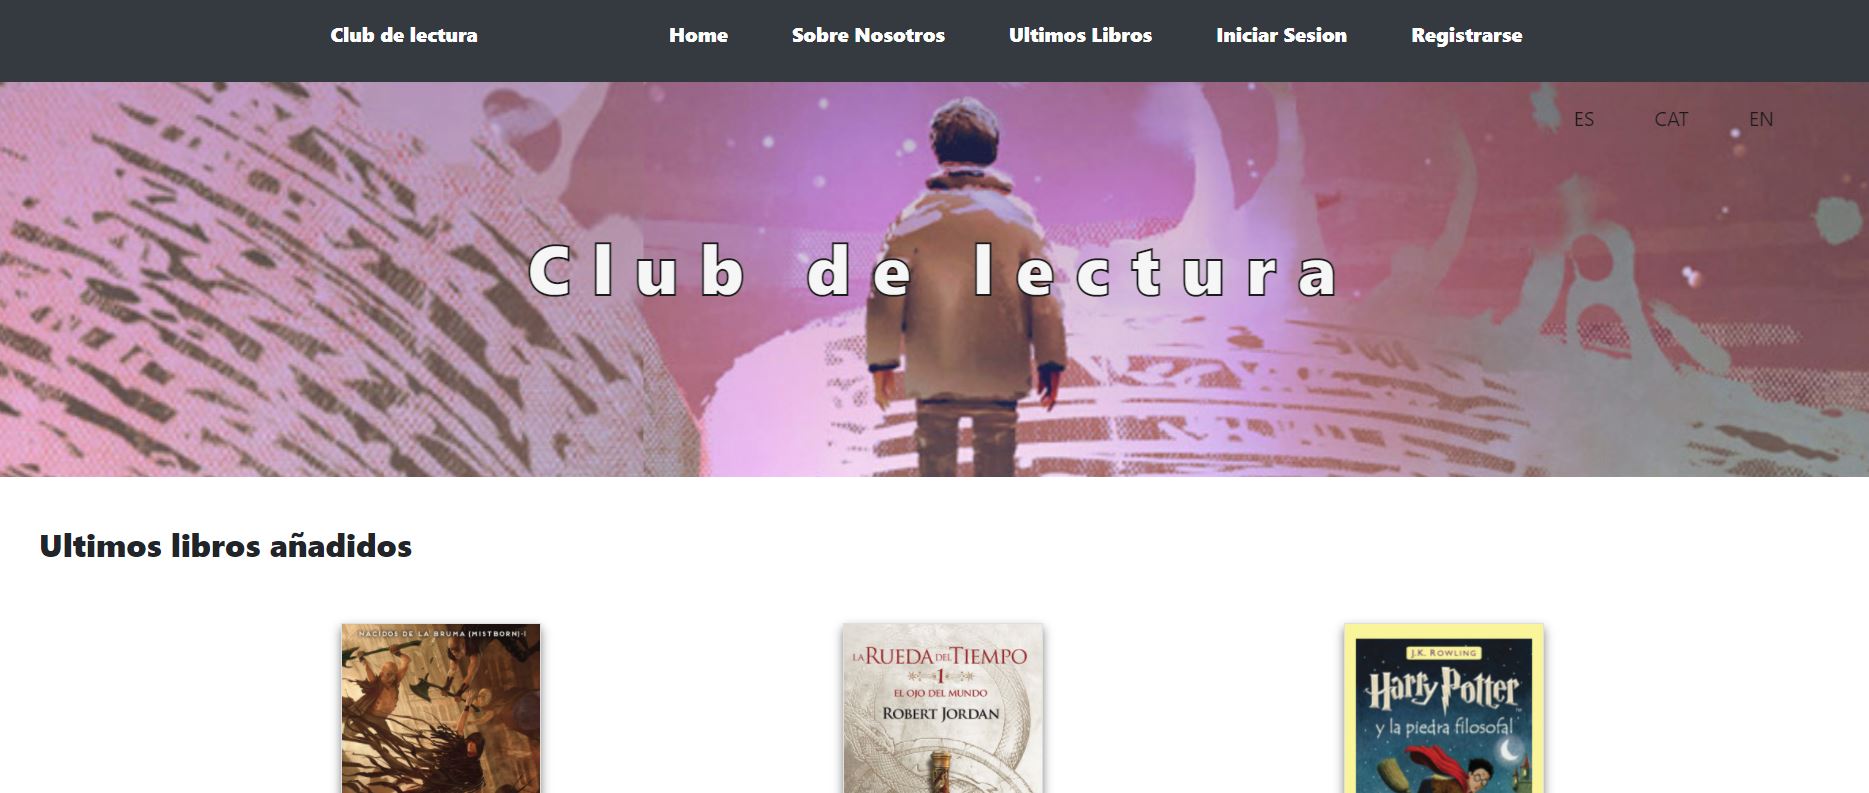 Club de lectura Home Sobre Nosotros Ultimos Libros Iniciar Sesion Registrarse
ES CAT EN
Club de lectura
Ultimos libros añadidos
NACIDOS DE LA BRUMA (MISTBORN)-I
LA RUEDA DEL TIEMPO
1
EL OJO DEL MUNDO
ROBERT JORDAN
J.K. ROWLING
Harry Potter
y la piedra filosofal